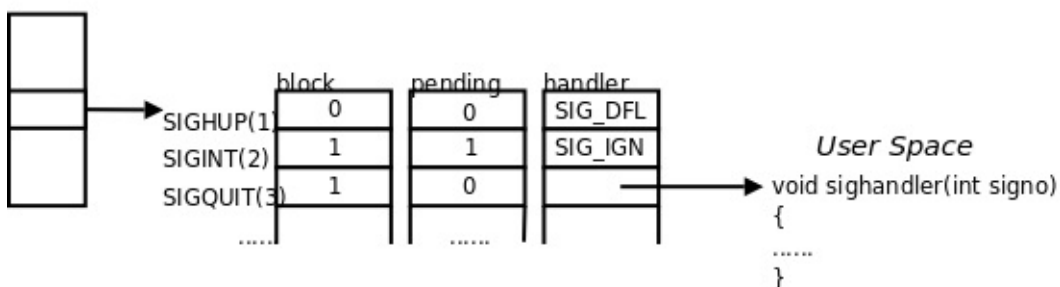 block pending handler
SIGHUP(1) 0 0 SIG_DFL
SIGINT(2) 1 1 SIG_IGN
SIGQUIT(3) 1 0
...... ......
User Space
void sighandler(int signo)
{
......
}